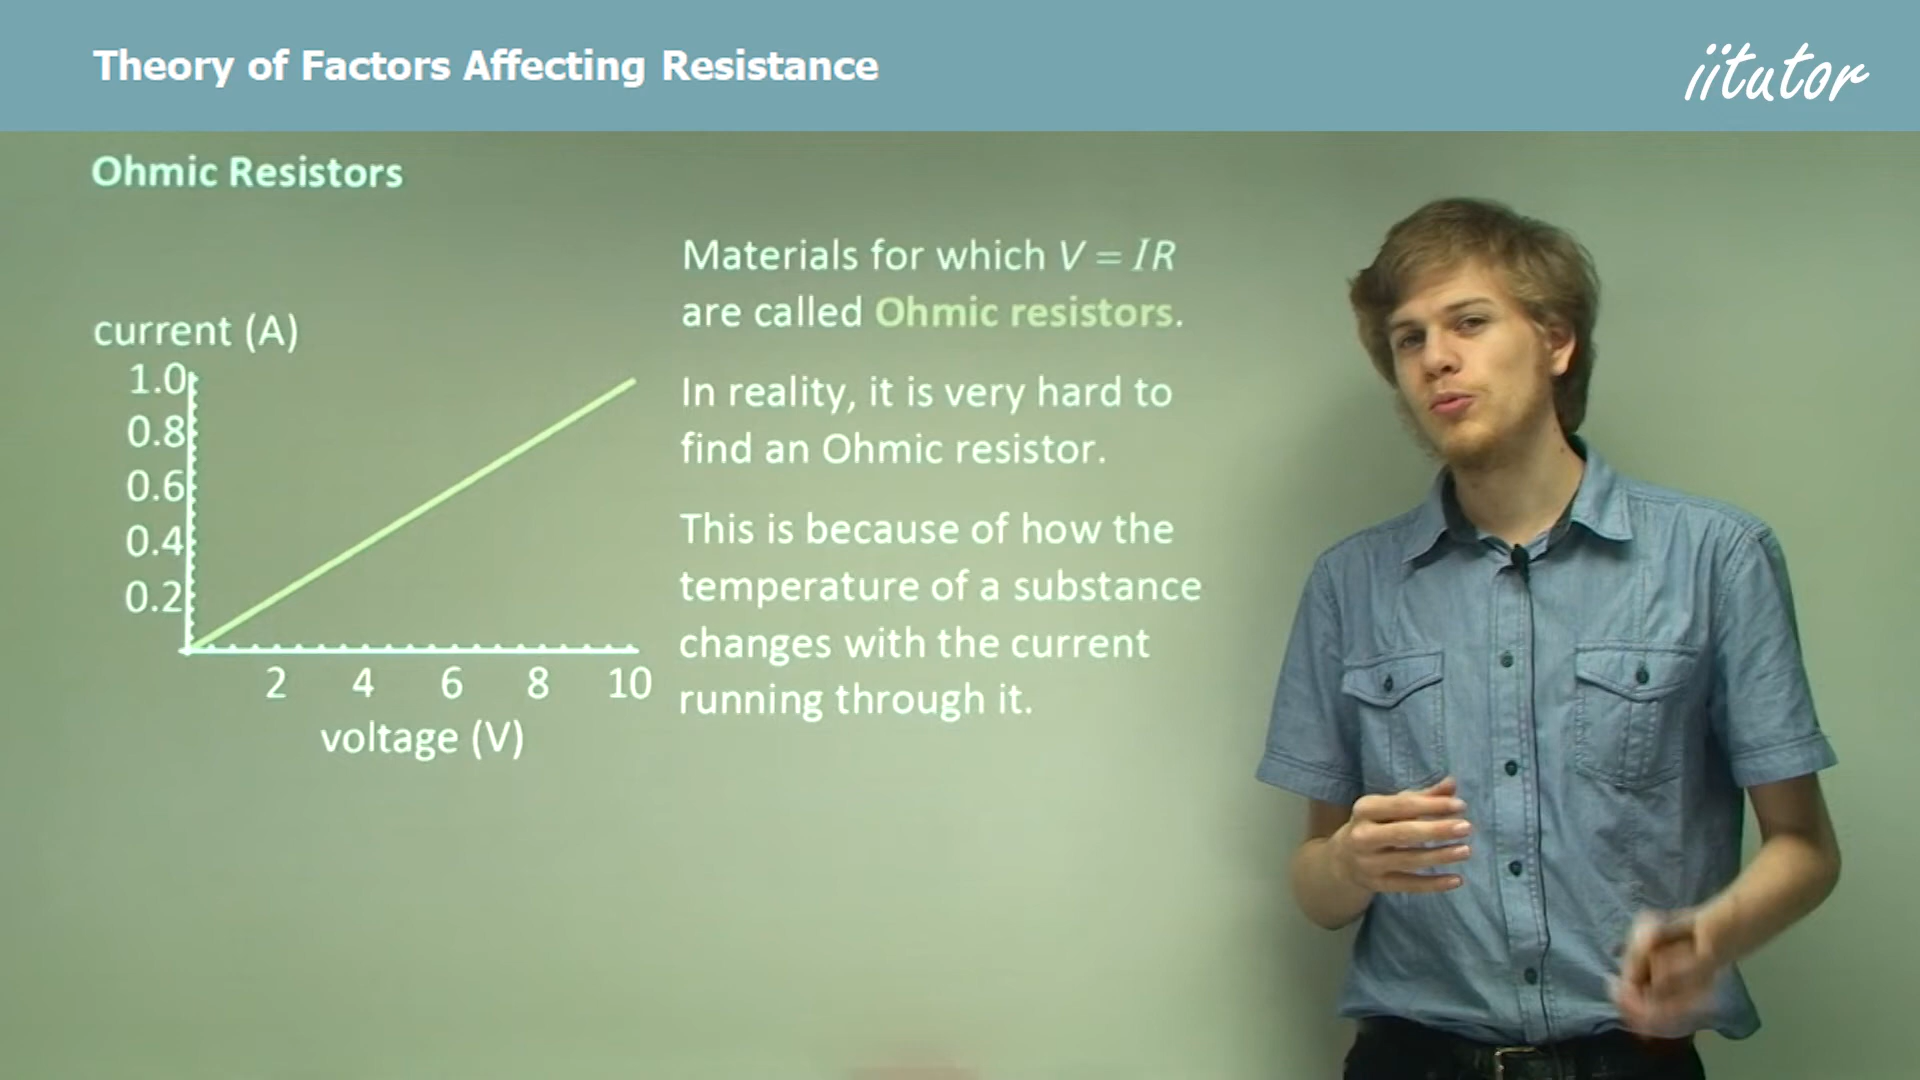 Theory of Factors Affecting Resistance
iitutor
Ohmic Resistors
Materials for which V = IR
are called Ohmic resistors.
In reality, it is very hard to
find an Ohmic resistor.
This is because of how the
temperature of a substance
changes with the current
running through it.
current (A)
1.0
0.8
0.6
0.4
0.2
2 4 6 8 10
voltage (V)